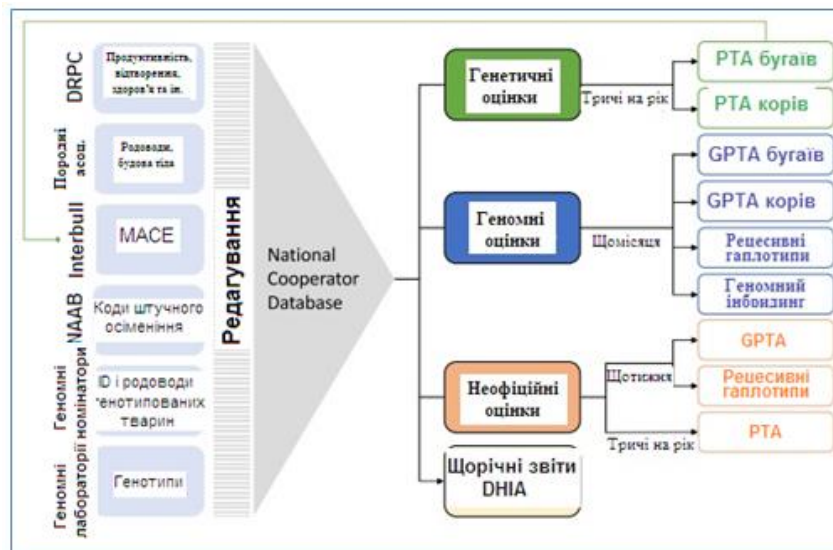 DRPC
Продуктивність,
відтворення,
здоров'я та ін.
Породні
асоц.
Родоводи,
будова тіла
Interbull
MACE
NAAB
Коди штучного
осіменіння
Геномні
номінатори
ID і родоводи
генотипованих
тварин
Геномні
лабораторії
Генотипи
Редагування
National
Cooperator
Database
Генетичні
оцінки
Тричі на рік
PTA бугаїв
PTA корів
Геномні
оцінки
Щомісяця
GPTA бугаїв
GPTA корів
Рецесивні
гаплотипи
Геномний
інбридинг
Неофіційні
оцінки
Щотижня
GPTA
Рецесивні
гаплотипи
Тричі на рік
PTA
Щорічні звіти
DHIA